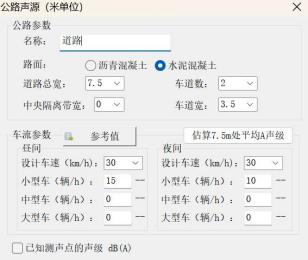 公路声源（米单位）
公路参数
名称： 道路
路面： 沥青混凝土 水泥混凝土
道路总宽： 7.5 车道数： 2
中央隔离带宽： 0 车道宽： 3.5
车流参数 参考值 估算7.5m处平均A声级
昼间 夜间
设计车速（km/h）： 30 设计车速（km/h）： 30
小型车（辆/h）： 15 -- 小型车（辆/h）： 10 --
中型车（辆/h）： 0 -- 中型车（辆/h）： 0 --
大型车（辆/h）： 0 -- 大型车（辆/h）： 0 --
已知测声点的声级 dB(A)